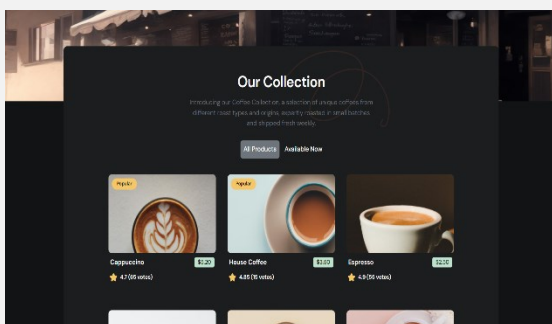 Our Collection
Introducing our Coffee Collection, a selection of unique coffees from
different roast types and origins, expertly roasted in small batches
and shipped fresh weekly.
All Products Available Now
Popular
Popular
Cappuccino $5.20
House Coffee $3.50
Espresso $2.50
4.7 (65 votes)
4.85 (15 votes)
4.9 (55 votes)